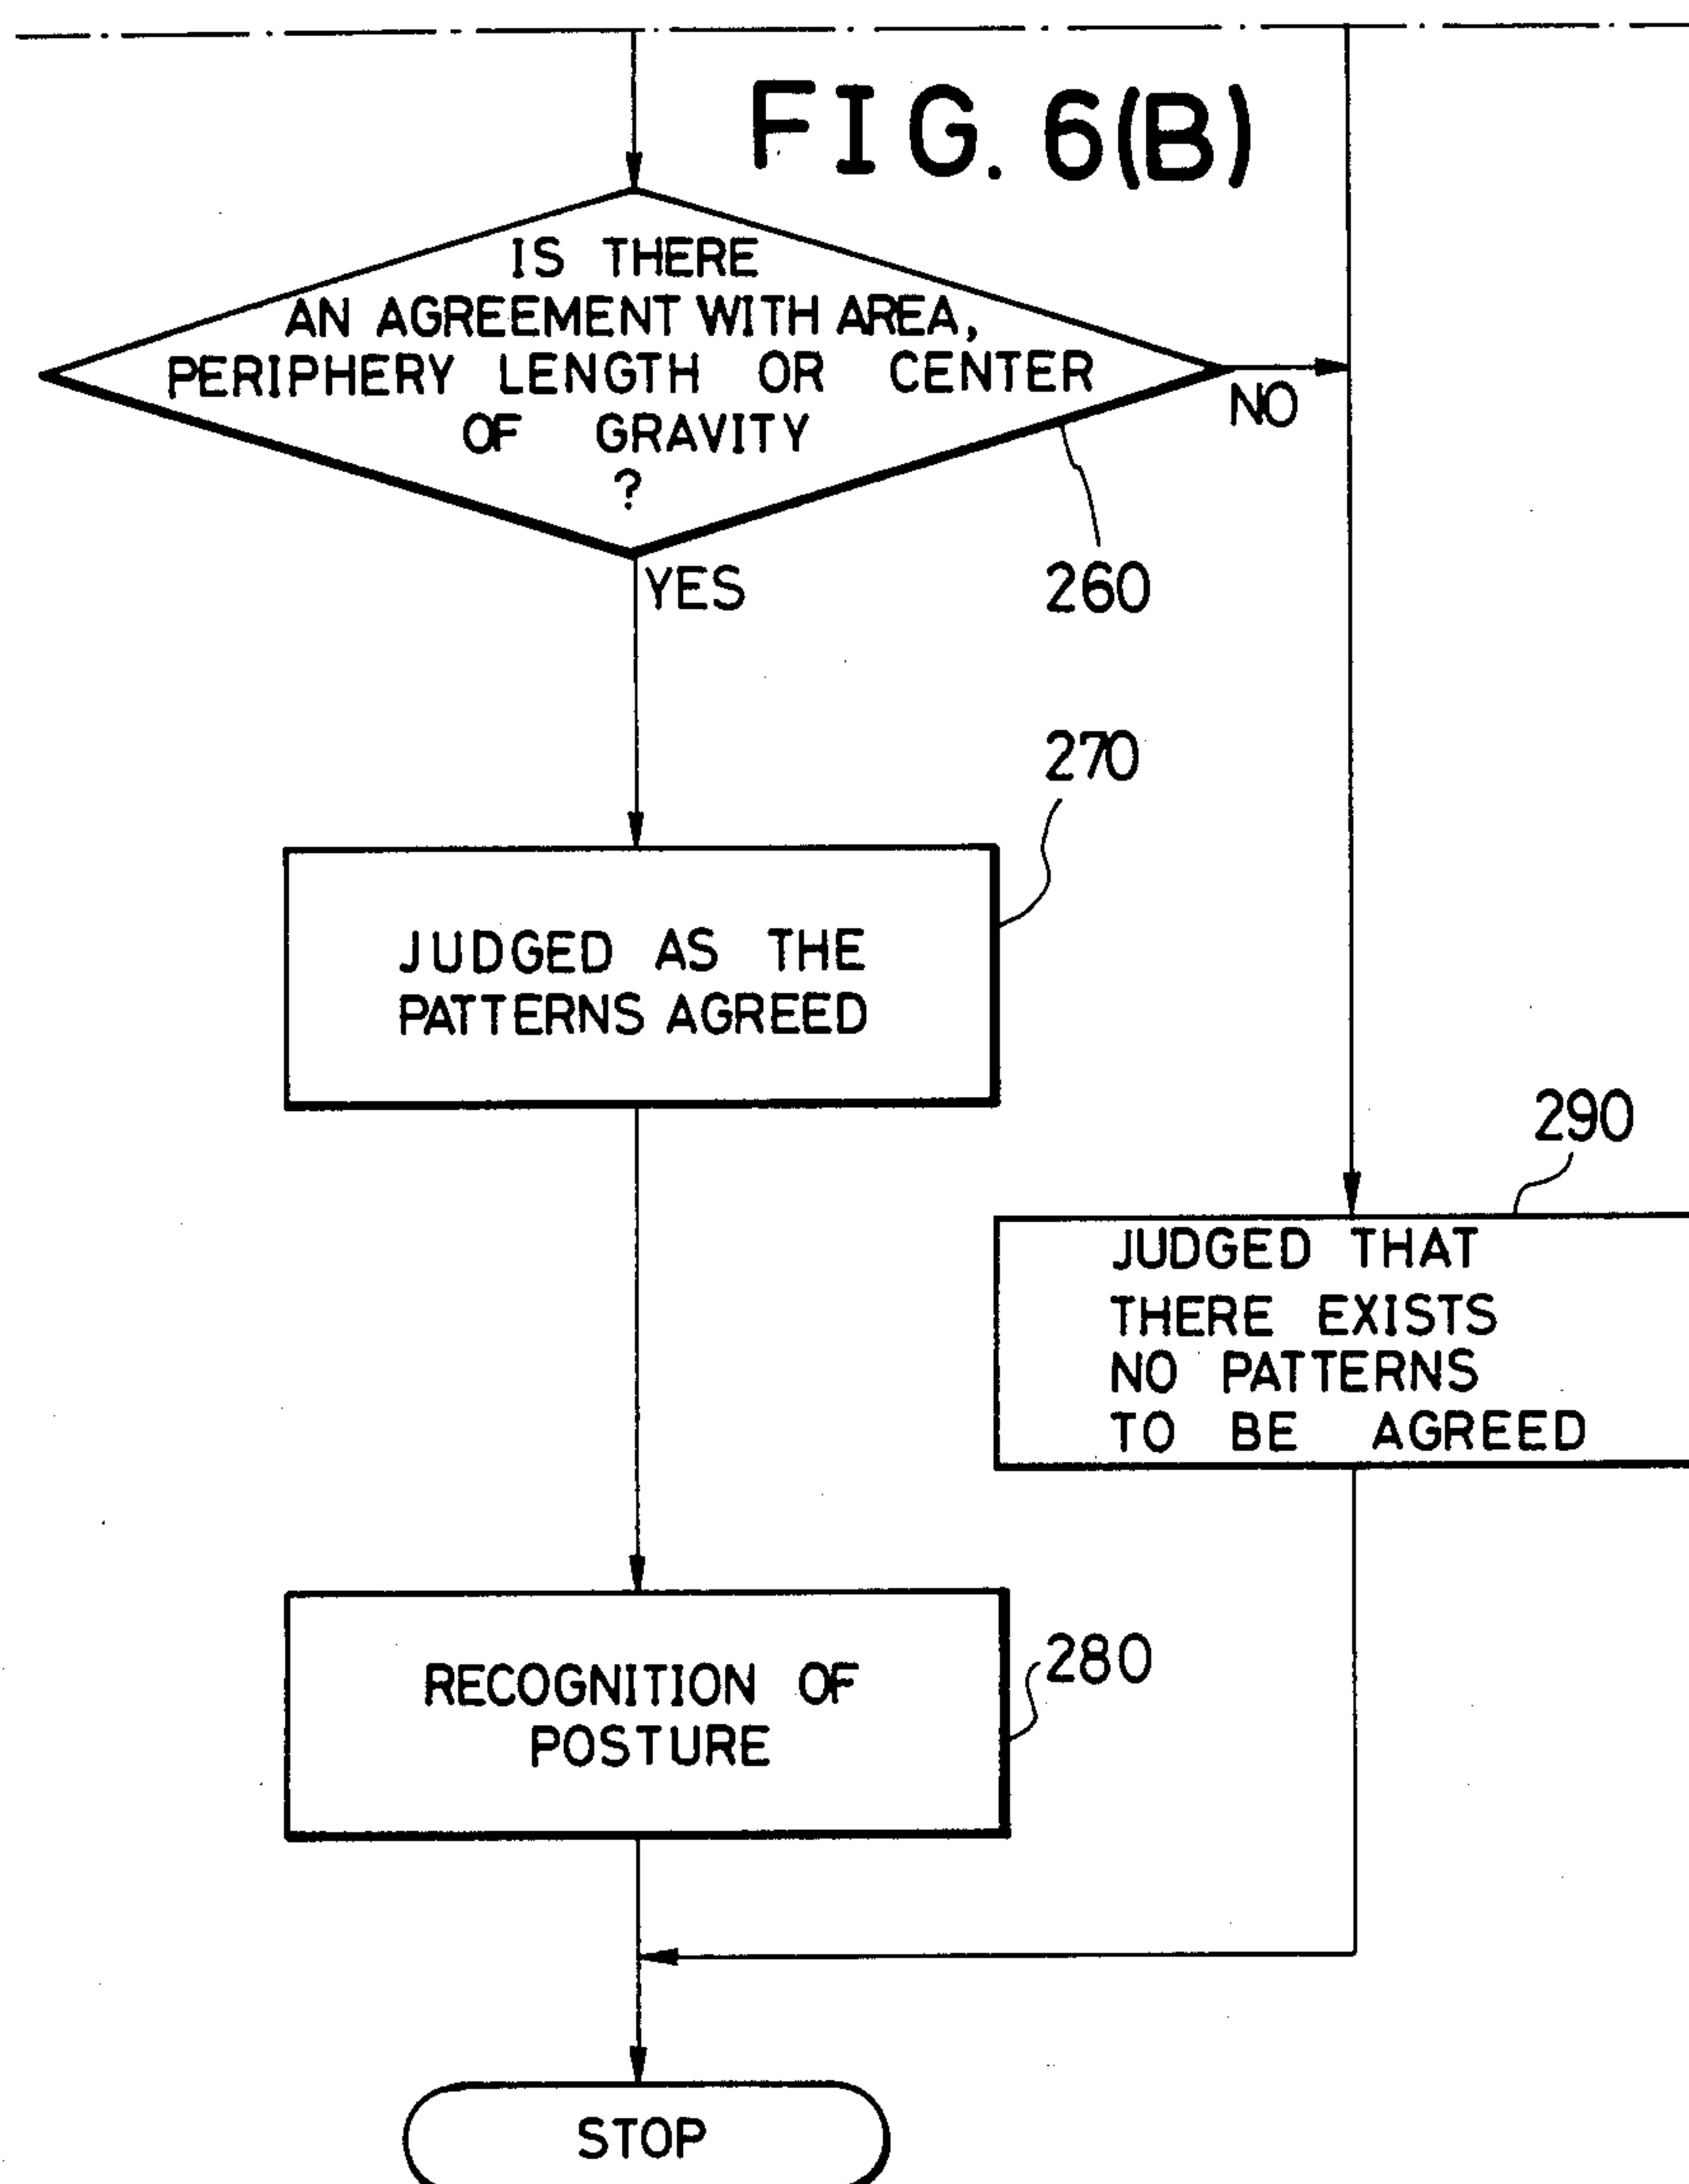 FIG. 6(B)
IS THERE
AN AGREEMENT WITH AREA,
PERIPHERY LENGTH OR CENTER
OF GRAVITY
?
NO
YES
260
270
JUDGED AS THE
PATTERNS AGREED
290
JUDGED THAT
THERE EXISTS
NO PATTERNS
TO BE AGREED
280
RECOGNITION OF
POSTURE
STOP